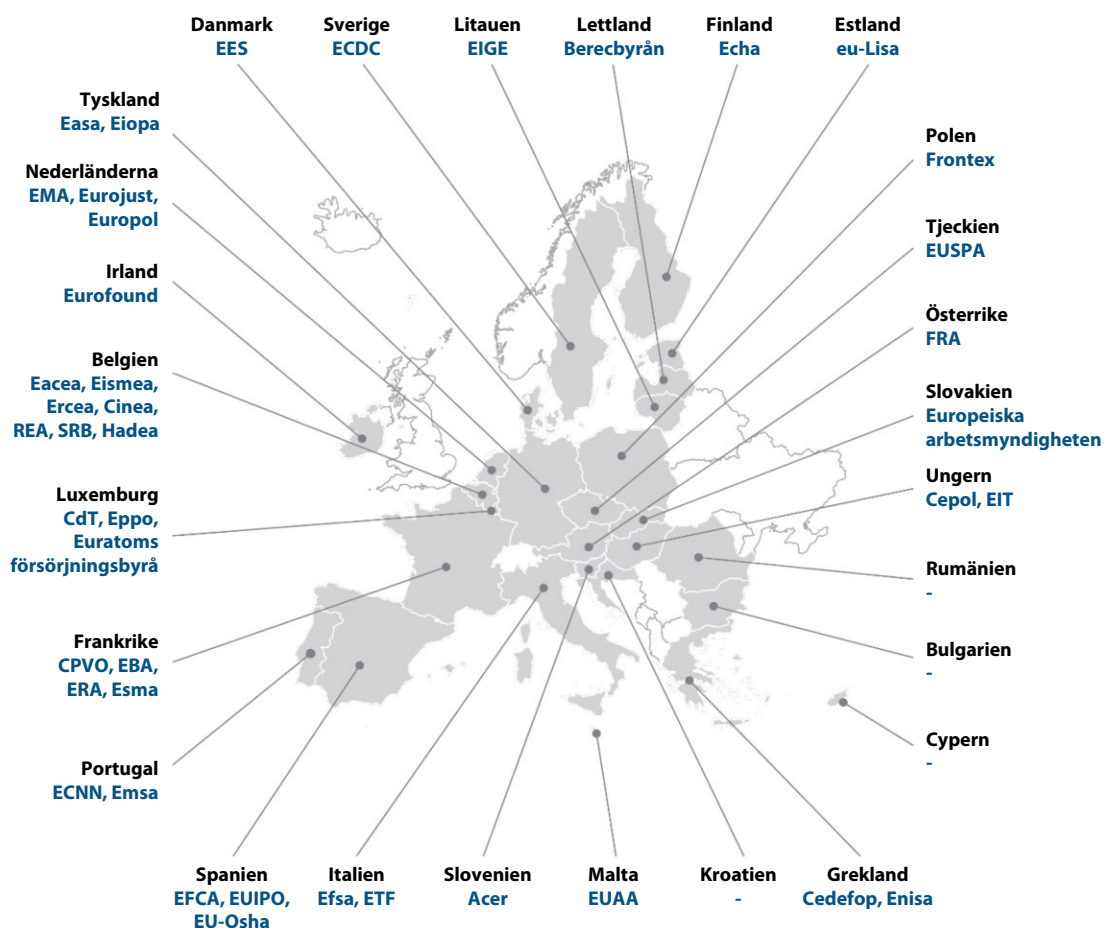 Danmark
EES
Sverige
ECDC
Litauen
EIGE
Lettland
Berecbyrån
Finland
Echa
Estland
eu-Lisa
Tyskland
Easa, Eiopa
Nederländerna
EMA, Eurojust,
Europol
Irland
Eurofound
Belgien
Eacea, Eismea,
Ercea, Cinea,
REA, SRB, Hadea
Luxemburg
CdT, Eppo,
Euratoms
försörjningsbyrå
Frankrike
CPVO, EBA,
ERA, Esma
Portugal
ECNN, Emsa
Polen
Frontex
Tjeckien
EUSPA
Österrike
FRA
Slovakien
Europeiska
arbetsmyndigheten
Ungern
Cepol, EIT
Rumänien
-
Bulgarien
-
Cypern
-
Spanien
EFCA, EUIPO,
EU-Osha
Italien
Efsa, ETF
Slovenien
Acer
Malta
EUAA
Kroatien
-
Grekland
Cedefop, Enisa